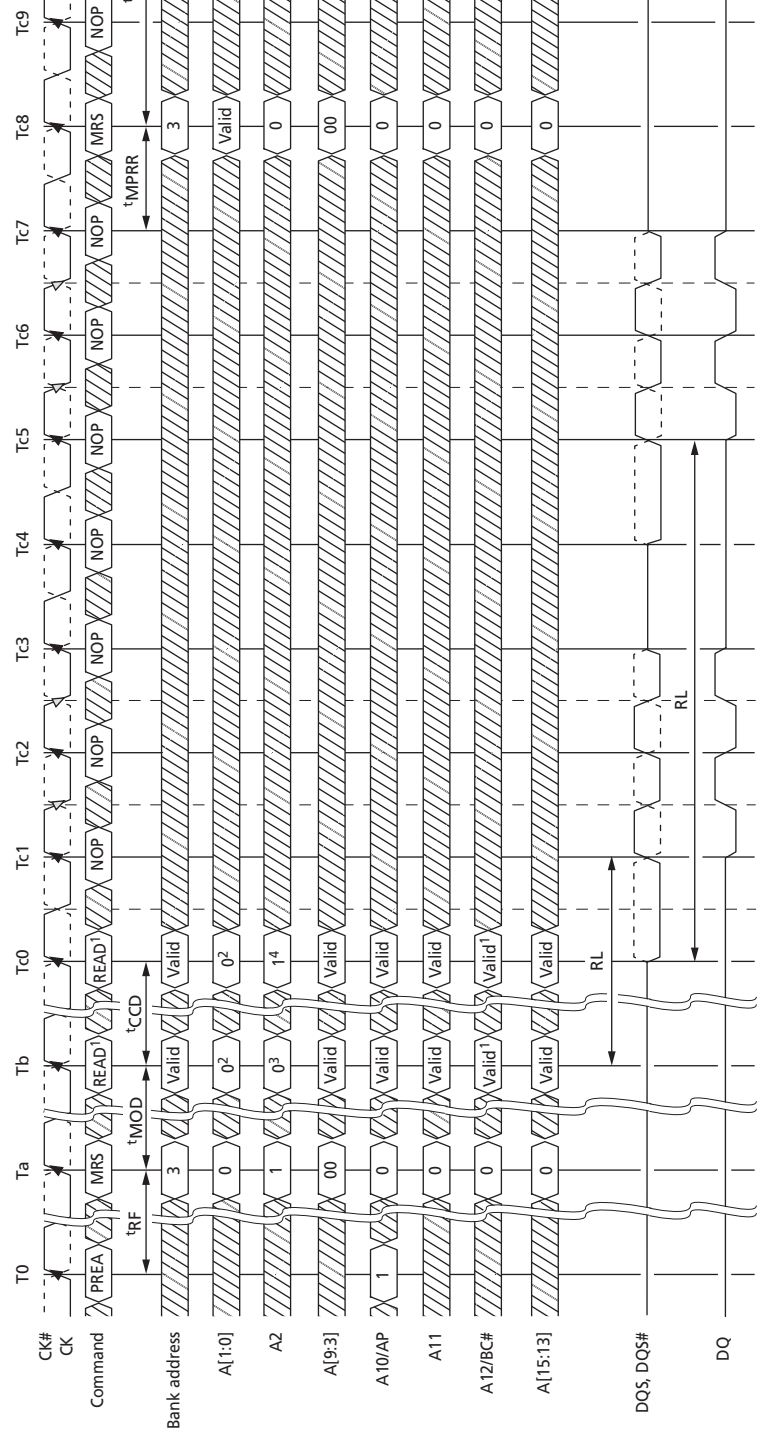 T0 Ta Tb Tc0 Tc1 Tc2 Tc3 Tc4 Tc5 Tc6 Tc7 Tc8 Tc9
CK#
CK
Command PREA MRS READ1 READ1 NOP NOP NOP NOP NOP NOP NOP MRS NOP
tRF tMOD tCCD tMPRR t
Bank address 3 Valid Valid 3
A[1:0] 0 0² 0² Valid
A2 1 0³ 1⁴ 0
A[9:3] 00 Valid Valid 00
A10/AP 1 0 Valid Valid 0
A11 0 Valid Valid 0
A12/BC# 0 Valid1 Valid1 0
A[15:13] 0 Valid Valid 0
RL
DQS, DQS#
RL
DQ